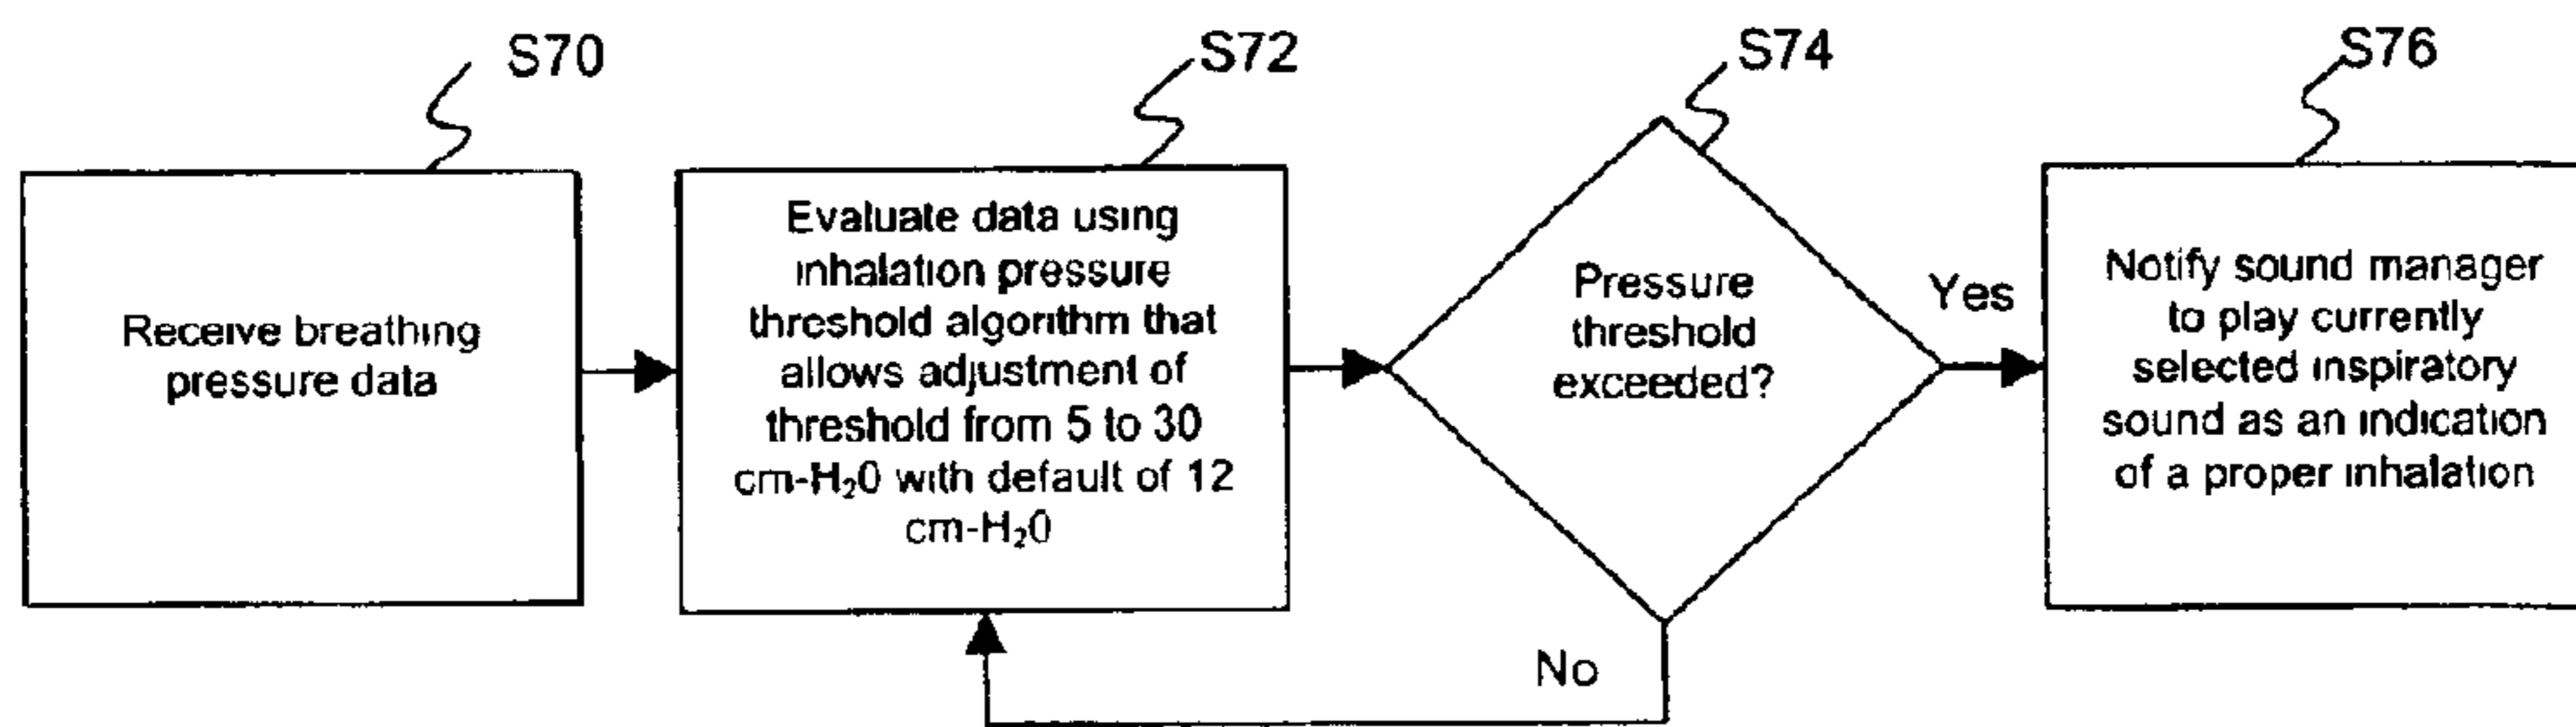 S70
S72
S74
S76
Receive breathing
pressure data
Evaluate data using
inhalation pressure
threshold algorithm that
allows adjustment of
threshold from 5 to 30
cm-H₂0 with default of 12
cm-H₂0
Pressure
threshold
exceeded?
Yes
No
Notify sound manager
to play currently
selected inspiratory
sound as an indication
of a proper inhalation